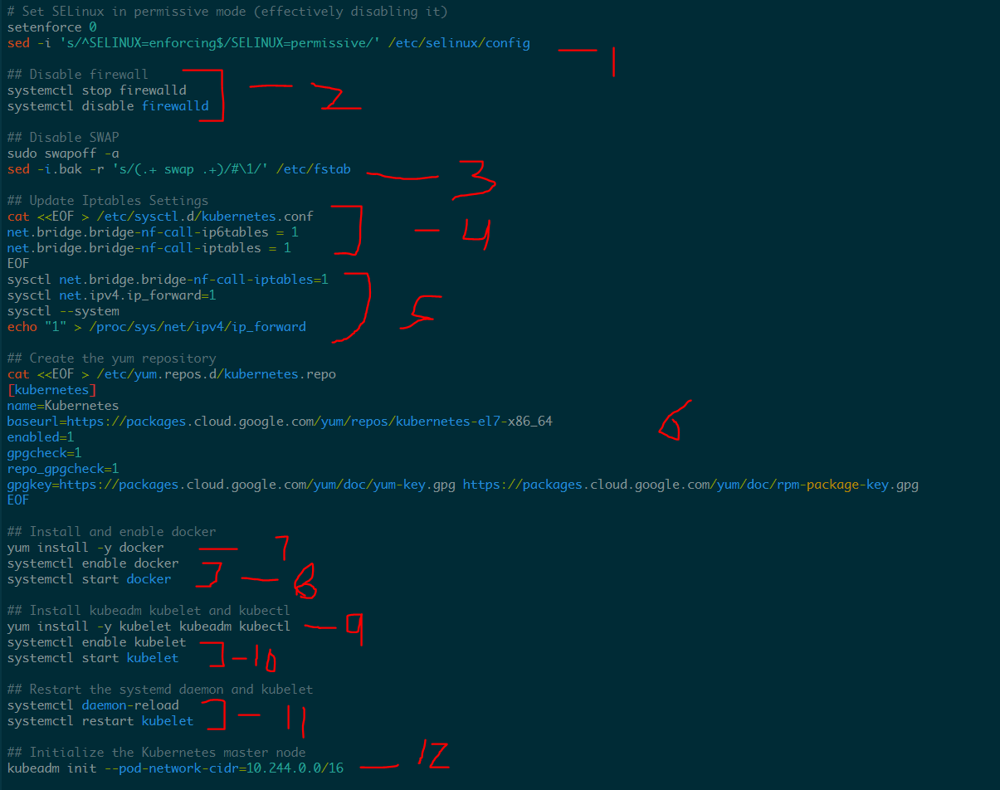 # Set SELinux in permissive mode (effectively disabling it)
setenforce 0
sed -i 's/^SELINUX=enforcing$/SELINUX=permissive/' /etc/selinux/config — 1
## Disable firewall
systemctl stop firewalld — 2
systemctl disable firewalld
## Disable SWAP
sudo swapoff -a
sed -i.bak -r 's/(.+ swap .+)/#\1/' /etc/fstab — 3
## Update Iptables Settings
cat <<EOF > /etc/sysctl.d/kubernetes.conf
net.bridge.bridge-nf-call-ip6tables = 1 — 4
net.bridge.bridge-nf-call-iptables = 1
EOF
sysctl net.bridge.bridge-nf-call-iptables=1
sysctl net.ipv4.ip_forward=1
sysctl --system 5
echo "1" > /proc/sys/net/ipv4/ip_forward
## Create the yum repository
cat <<EOF > /etc/yum.repos.d/kubernetes.repo
[kubernetes]
name=Kubernetes
baseurl=https://packages.cloud.google.com/yum/repos/kubernetes-el7-x86_64 6
enabled=1
gpgcheck=1
repo_gpgcheck=1
gpgkey=https://packages.cloud.google.com/yum/doc/yum-key.gpg https://packages.cloud.google.com/yum/doc/rpm-package-key.gpg
EOF
## Install and enable docker
yum install -y docker — 7
systemctl enable docker
systemctl start docker — 8
## Install kubeadm kubelet and kubectl
yum install -y kubelet kubeadm kubectl — 9
systemctl enable kubelet
systemctl start kubelet — 10
## Restart the systemd daemon and kubelet
systemctl daemon-reload
systemctl restart kubelet — 11
## Initialize the Kubernetes master node
kubeadm init --pod-network-cidr=10.244.0.0/16 — 12